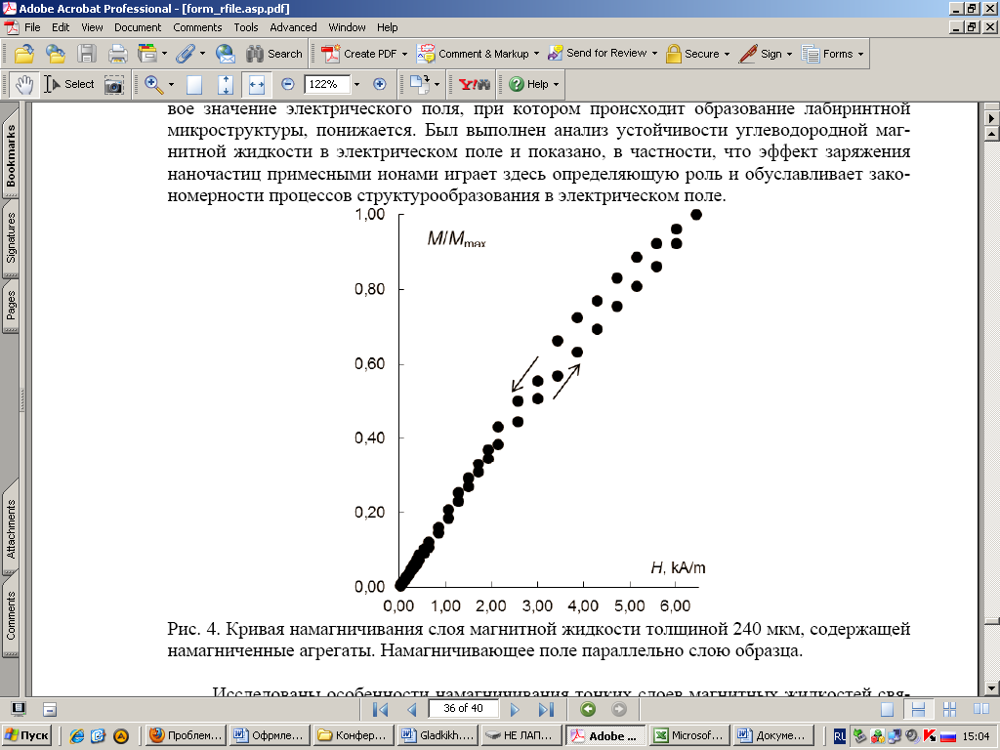 Adobe Acrobat Professional - [form_rfile.asp.pdf]
File Edit View Document Comments Tools Advanced Window Help
Search Create PDF Comment & Markup Send for Review Secure Sign Forms
Select 122% Y! Help
Bookmarks
Signatures
Pages
Attachments
Comments
вое значение электрического поля, при котором происходит образование лабиринтной
микроструктуры, понижается. Был выполнен анализ устойчивости углеводородной маг-
нитной жидкости в электрическом поле и показано, в частности, что эффект заряжения
наночастиц примесными ионами играет здесь определяющую роль и обуславливает зако-
номерности процессов структурообразования в электрическом поле.
1,00
M/Mmax
0,80
0,60
0,40
0,20
H, kA/m
0,00
0,00 1,00 2,00 3,00 4,00 5,00 6,00
Рис. 4. Кривая намагничивания слоя магнитной жидкости толщиной 240 мкм, содержащей
намагниченные агрегаты. Намагничивающее поле параллельно слою образца.
Исследованы особенности намагничивания тонких слоев магнитных жидкостей свя-
36 of 40
Пуск Проблем... Офрмле... Конфер... Gladkikh... НЕ ЛАП... Adobe ... Microsof... Докуме... RU 15:04